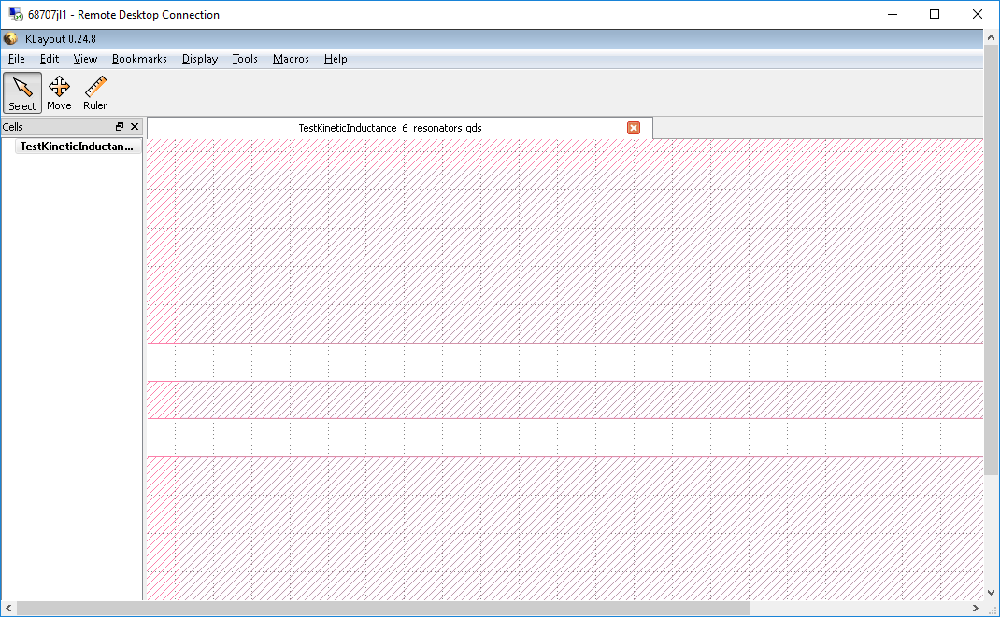 68707jl1 - Remote Desktop Connection
KLayout 0.24.8
File Edit View Bookmarks Display Tools Macros Help
Select Move Ruler
Cells
TestKineticInductance_6_resonators.gds
TestKineticInductan...